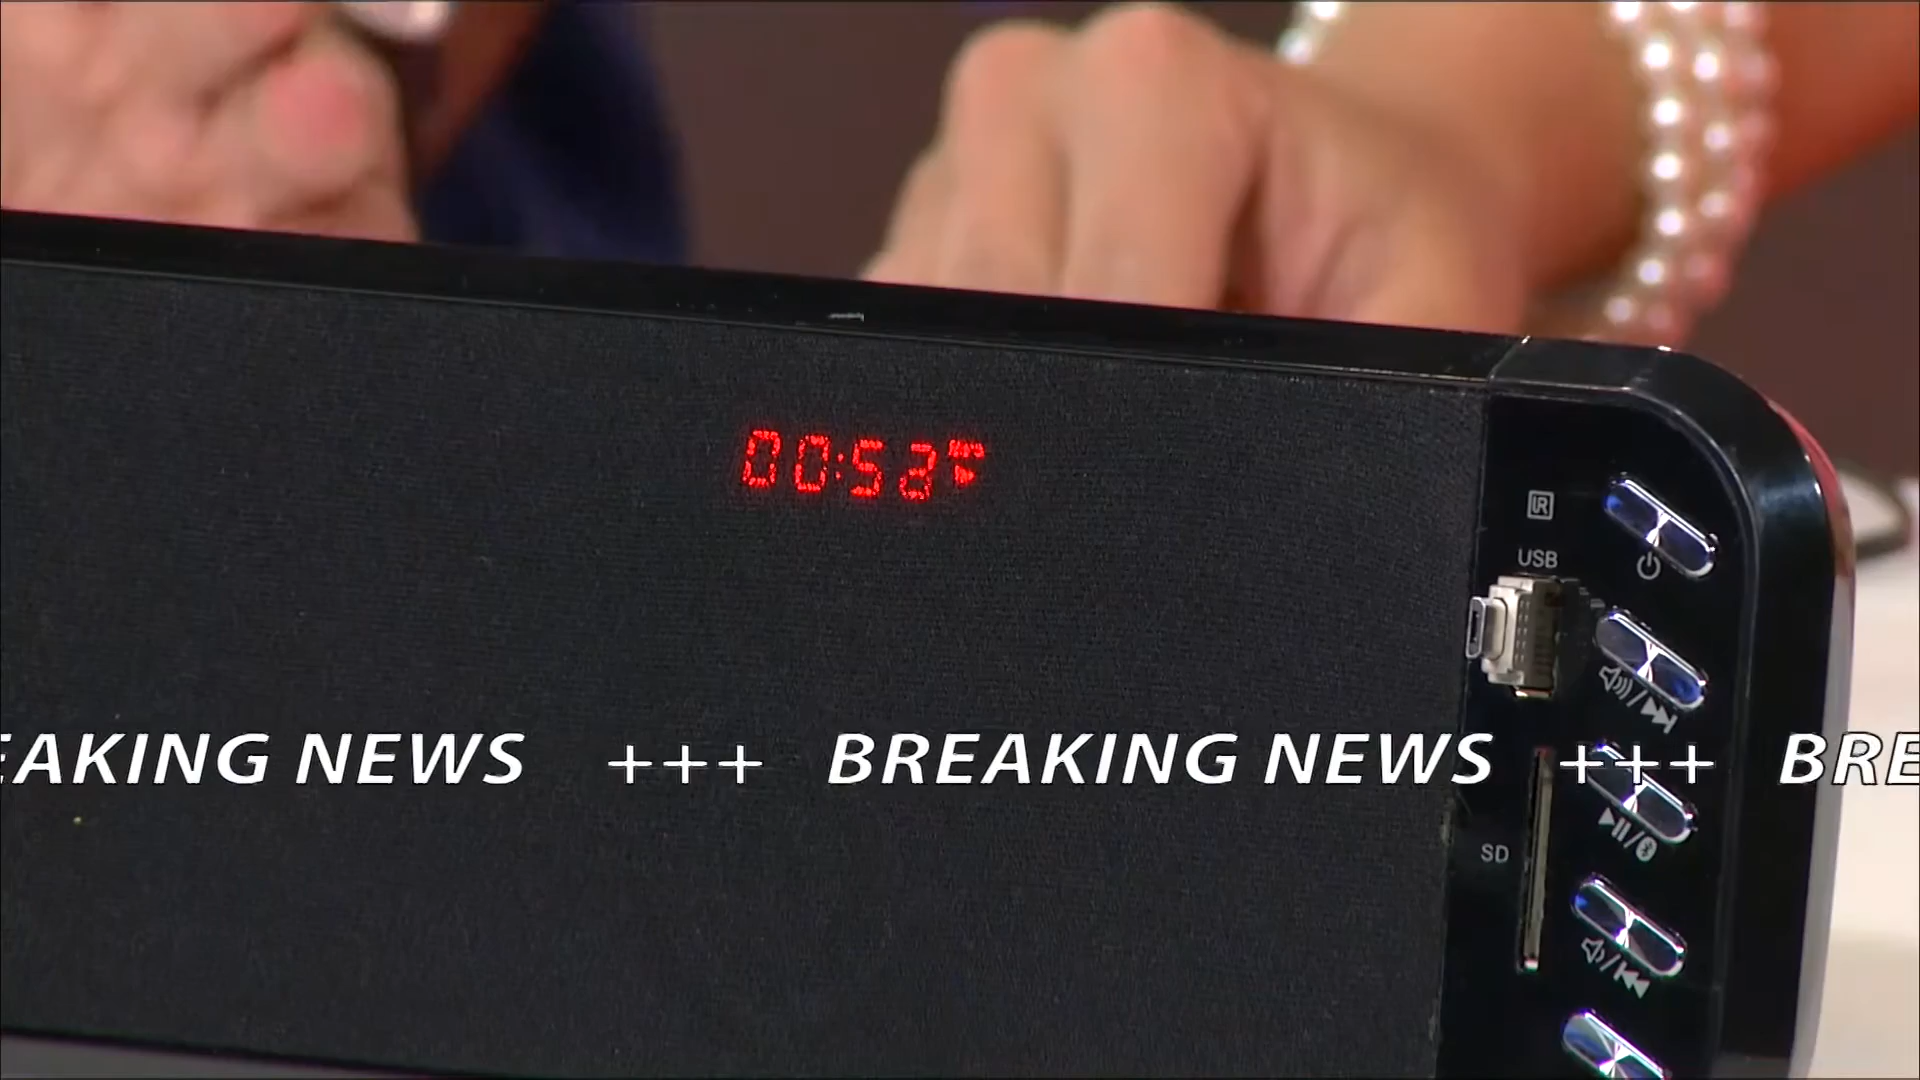 00:52
IR
USB
EAKING NEWS +++ BREAKING NEWS +++ BRE
SD